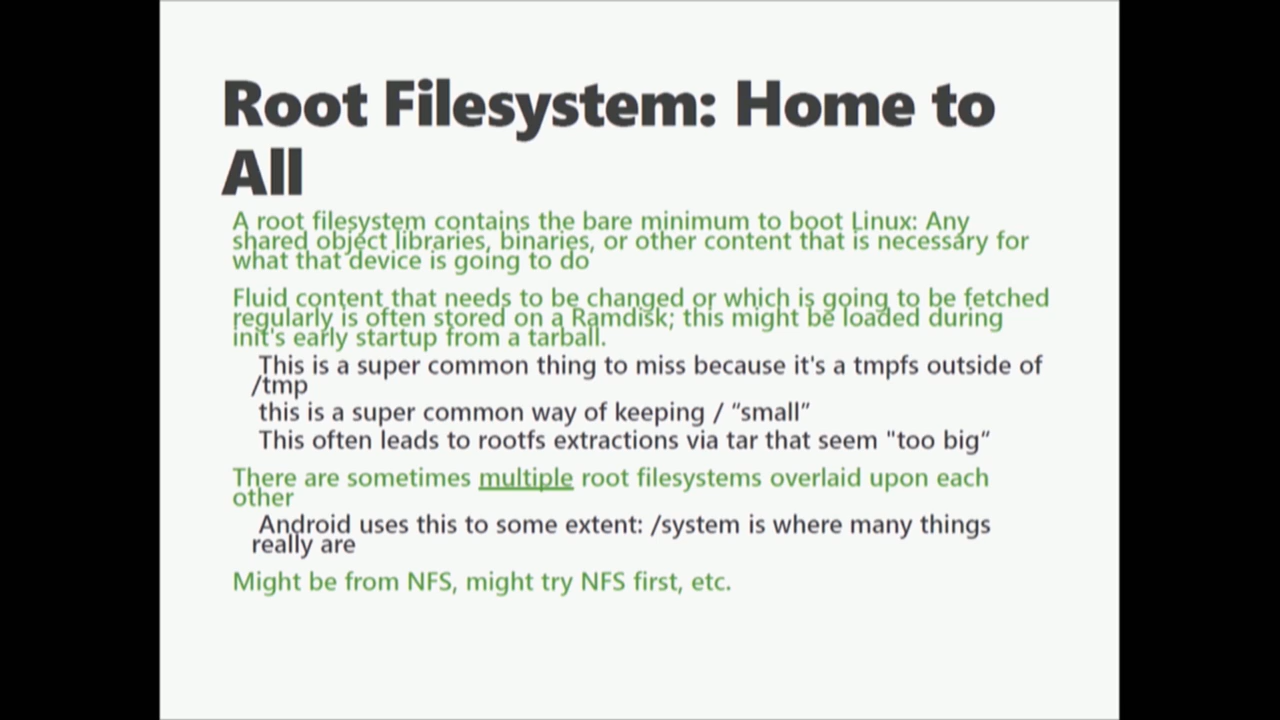 Root Filesystem: Home to
All
A root filesystem contains the bare minimum to boot Linux: Any
shared object libraries, binaries, or other content that is necessary for
what that device is going to do
Fluid content that needs to be changed or which is going to be fetched
regularly is often stored on a Ramdisk; this might be loaded during
init's early startup from a tarball.
This is a super common thing to miss because it's a tmpfs outside of
/tmp
this is a super common way of keeping / “small”
This often leads to rootfs extractions via tar that seem "too big”
There are sometimes multiple root filesystems overlaid upon each
other
Android uses this to some extent: /system is where many things
really are
Might be from NFS, might try NFS first, etc.